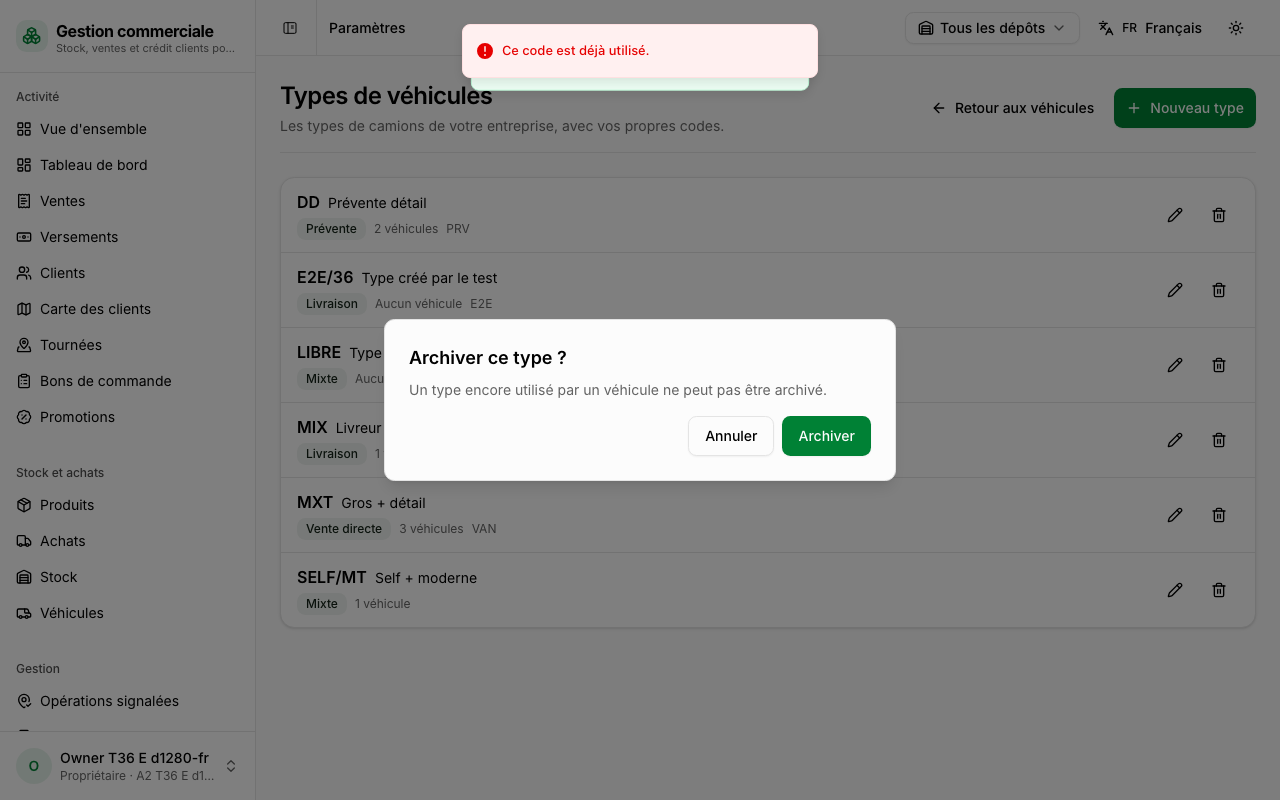 Gestion commerciale
Stock, ventes et crédit clients po...
Activité
Vue d'ensemble
Tableau de bord
Ventes
Versements
Clients
Carte des clients
Tournées
Bons de commande
Promotions
Stock et achats
Produits
Achats
Stock
Véhicules
Gestion
Opérations signalées
O
Owner T36 E d1280-fr
Propriétaire · A2 T36 E d1...
Paramètres
Tous les dépôts
FR Français
Ce code est déjà utilisé.
Types de véhicules
Les types de camions de votre entreprise, avec vos propres codes.
Retour aux véhicules
Nouveau type
DD Prévente détail
Prévente 2 véhicules PRV
E2E/36 Type créé par le test
Livraison Aucun véhicule E2E
LIBRE Type
Mixte Aucu
MIX Livreur
Livraison 1
MXT Gros + détail
Vente directe 3 véhicules VAN
SELF/MT Self + moderne
Mixte 1 véhicule
Archiver ce type ?
Un type encore utilisé par un véhicule ne peut pas être archivé.
Annuler
Archiver